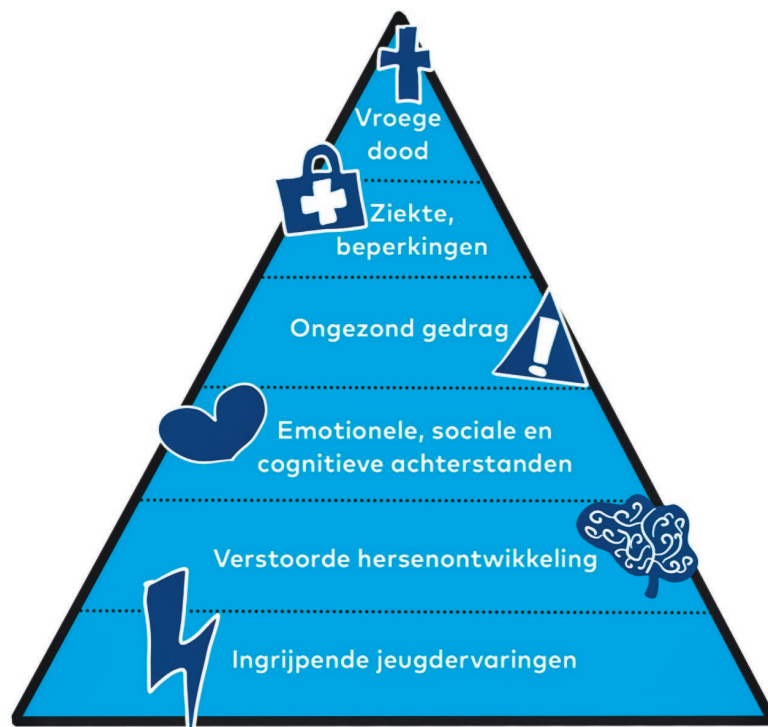 Vroege
dood
Ziekte,
beperkingen
Ongezond gedrag
Emotionele, sociale en
cognitieve achterstanden
Verstoorde hersenontwikkeling
Ingrijpende jeugdervaringen